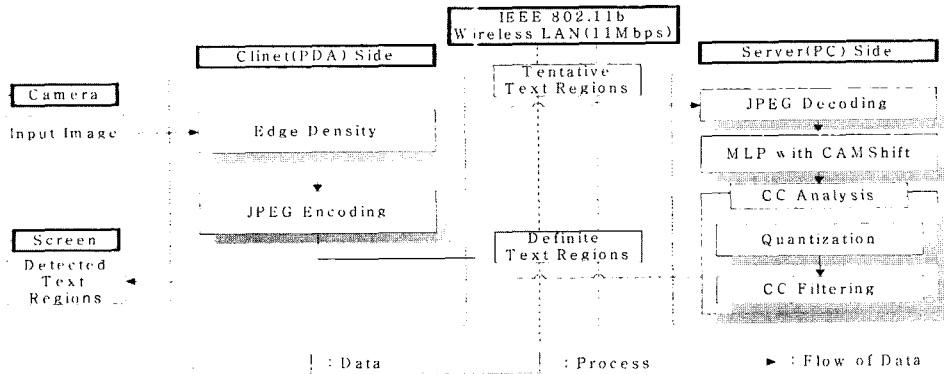 IEEE 802.11b
Wireless LAN(11Mbps)
Clinet(PDA) Side
Server(PC) Side
Tentative
Text Regions
Camera
Input Image
Edge Density
JPEG Decoding
MLP with CAMShift
JPEG Encoding
CC Analysis
Screen
Detected
Text
Regions
Definite
Text Regions
Quantization
CC Filtering
: Data
: Process
: Flow of Data